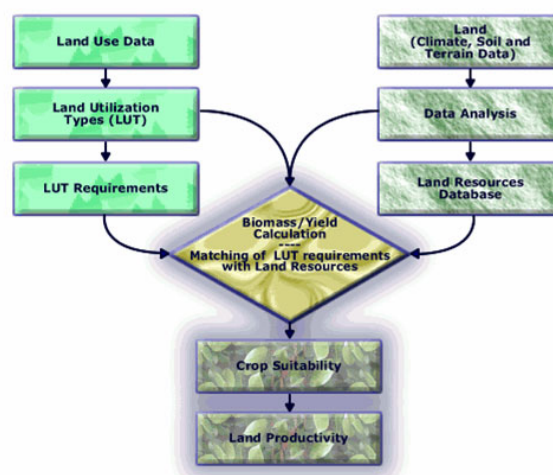 Land Use Data
Land
(Climate, Soil and
Terrain Data)
Land Utilization
Types (LUT)
Data Analysis
LUT Requirements
Land Resources
Database
Biomass/Yield
Calculation
----
Matching of LUT requirements
with Land Resources
Crop Suitability
Land Productivity